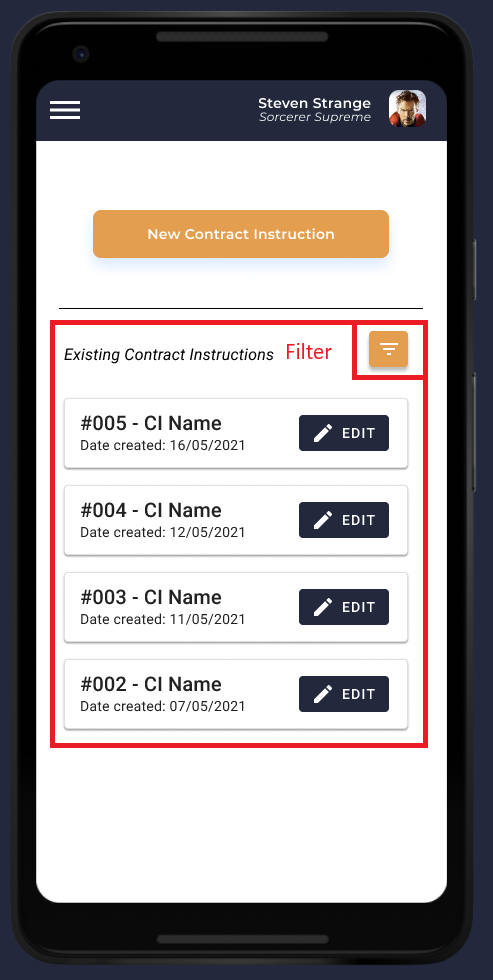 Steven Strange
Sorcerer Supreme
New Contract Instruction
Existing Contract Instructions Filter
#005 - CI Name
Date created: 16/05/2021
EDIT
#004 - CI Name
Date created: 12/05/2021
EDIT
#003 - CI Name
Date created: 11/05/2021
EDIT
#002 - CI Name
Date created: 07/05/2021
EDIT